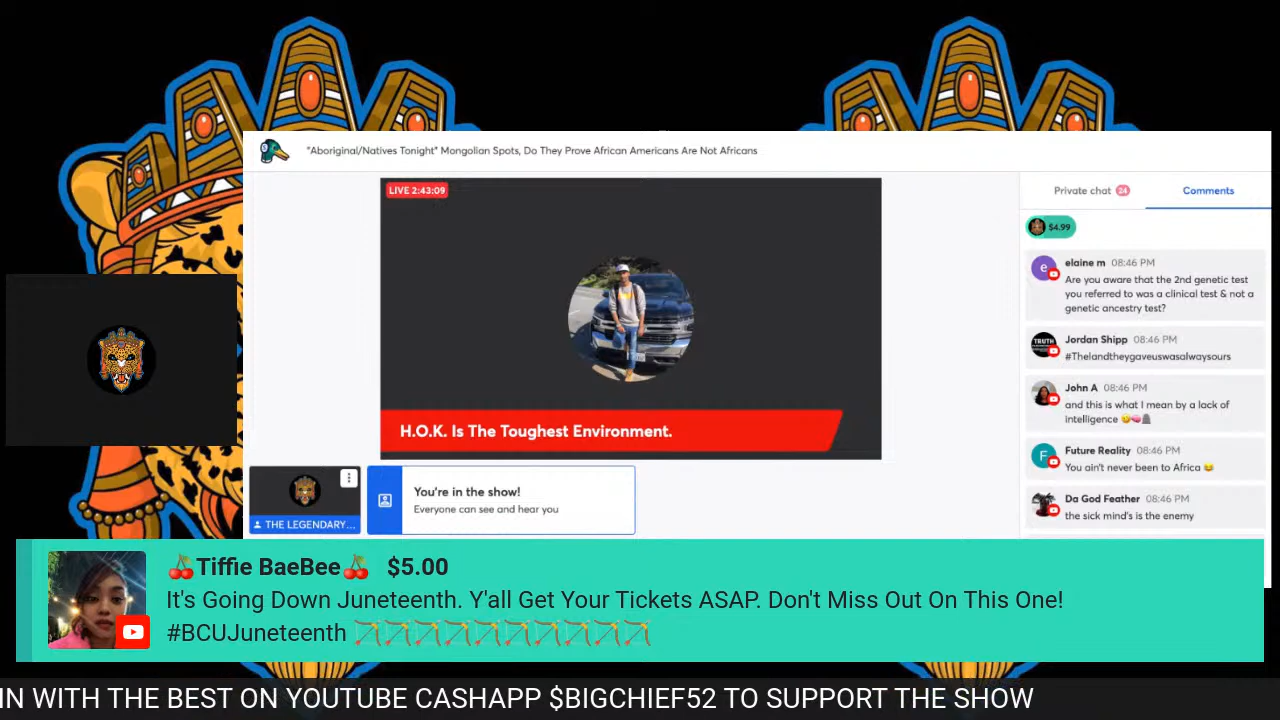 "Aboriginal/Natives Tonight" Mongolian Spots, Do They Prove African Americans Are Not Africans
LIVE 2:43:09
H.O.K. Is The Toughest Environment.
THE LEGENDARY...
You're in the show!
Everyone can see and hear you
Private chat 24
Comments
$4.99
elaine m 08:46 PM
Are you aware that the 2nd genetic test
you referred to was a clinical test & not a
genetic ancestry test?
Jordan Shipp 08:46 PM
#Thelandtheygaveuswasalwaysours
John A 08:46 PM
and this is what I mean by a lack of
intelligence
Future Reality 08:46 PM
You ain't never been to Africa 😂
Da God Feather 08:46 PM
the sick mind's is the enemy
🍒Tiffie BaeBee🍒 $5.00
It's Going Down Juneteenth. Y'all Get Your Tickets ASAP. Don't Miss Out On This One!
#BCUJuneteenth 🏹🏹🏹🏹🏹🏹🏹🏹🏹🏹
IN WITH THE BEST ON YOUTUBE CASHAPP $BIGCHIEF52 TO SUPPORT THE SHOW